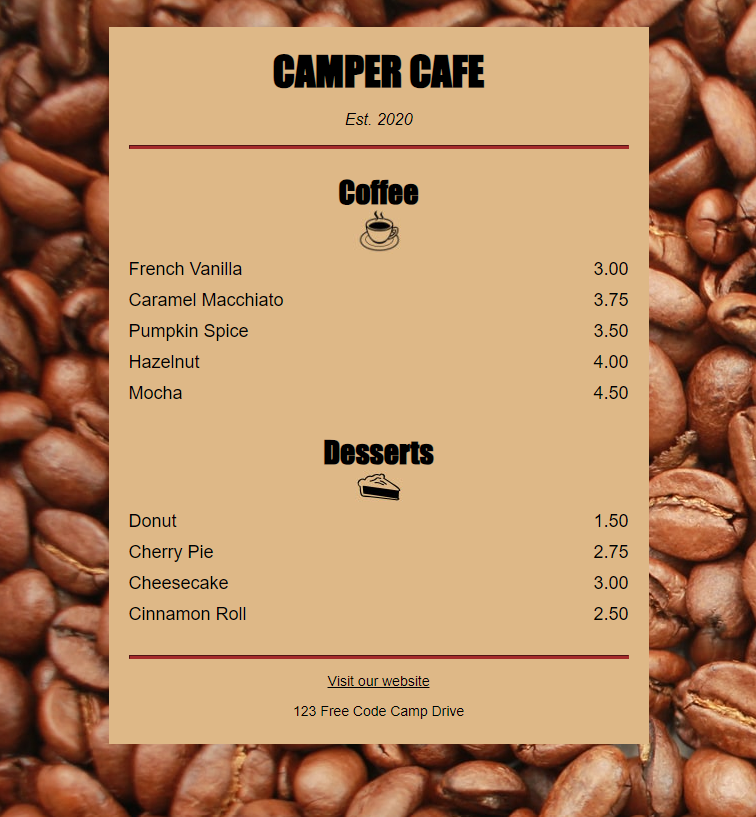 CAMPER CAFE
Est. 2020
Coffee
French Vanilla 3.00
Caramel Macchiato 3.75
Pumpkin Spice 3.50
Hazelnut 4.00
Mocha 4.50
Desserts
Donut 1.50
Cherry Pie 2.75
Cheesecake 3.00
Cinnamon Roll 2.50
Visit our website
123 Free Code Camp Drive